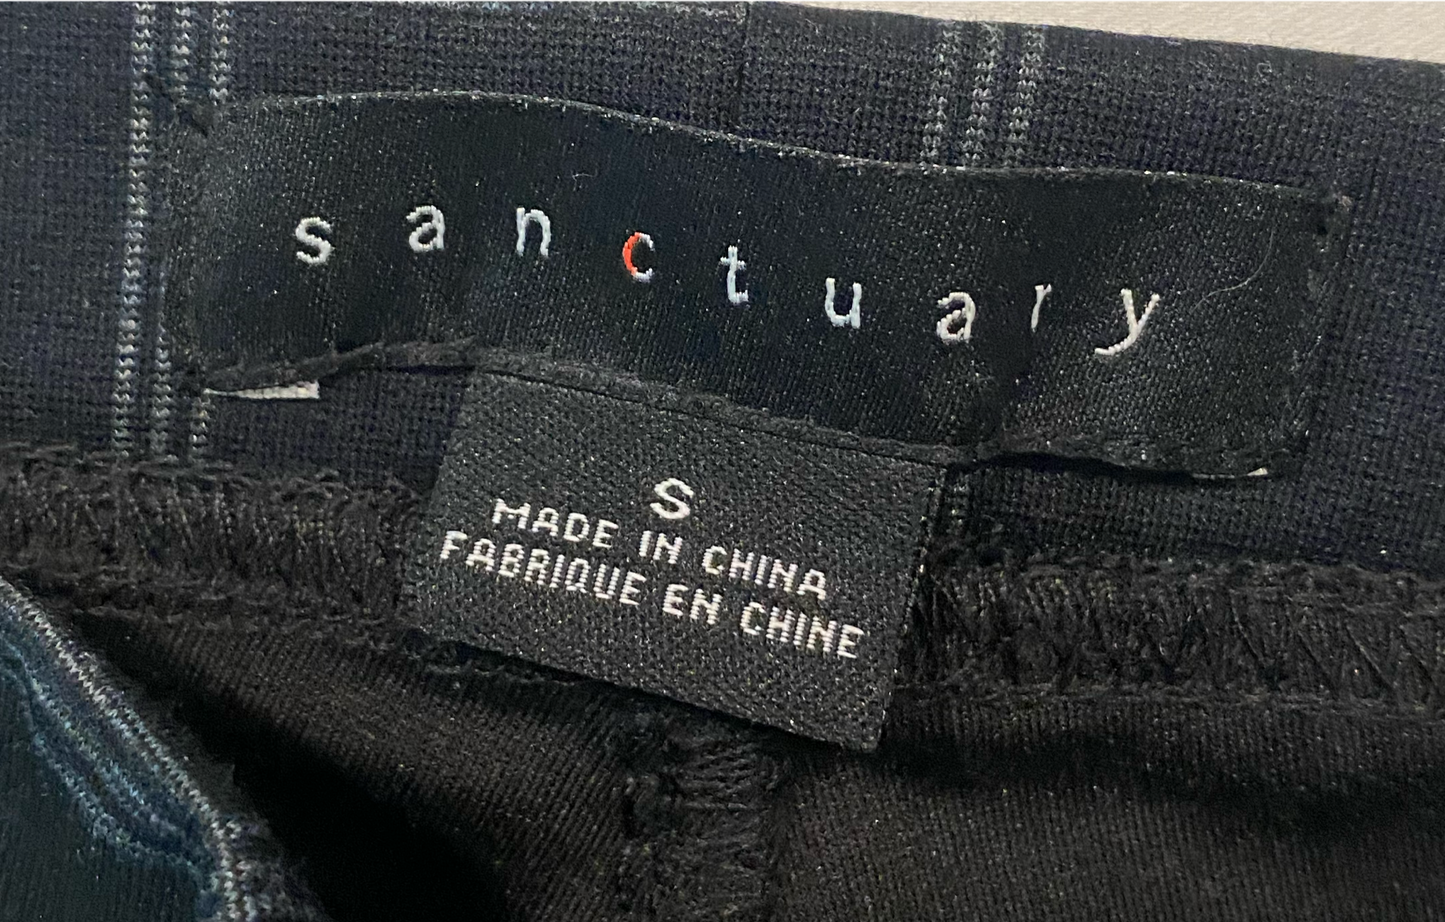 sanctuary
S
MADE IN CHINA
FABRIQUE EN CHINE